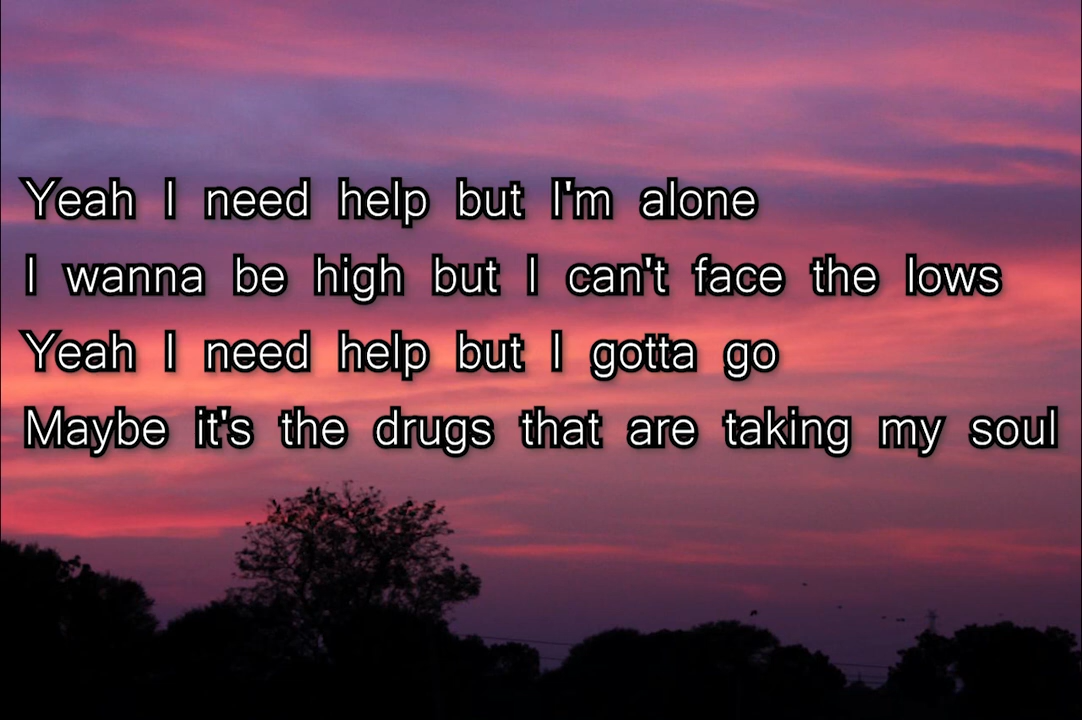 Yeah I need help but I'm alone
I wanna be high but I can't face the lows
Yeah I need help but I gotta go
Maybe it's the drugs that are taking my soul